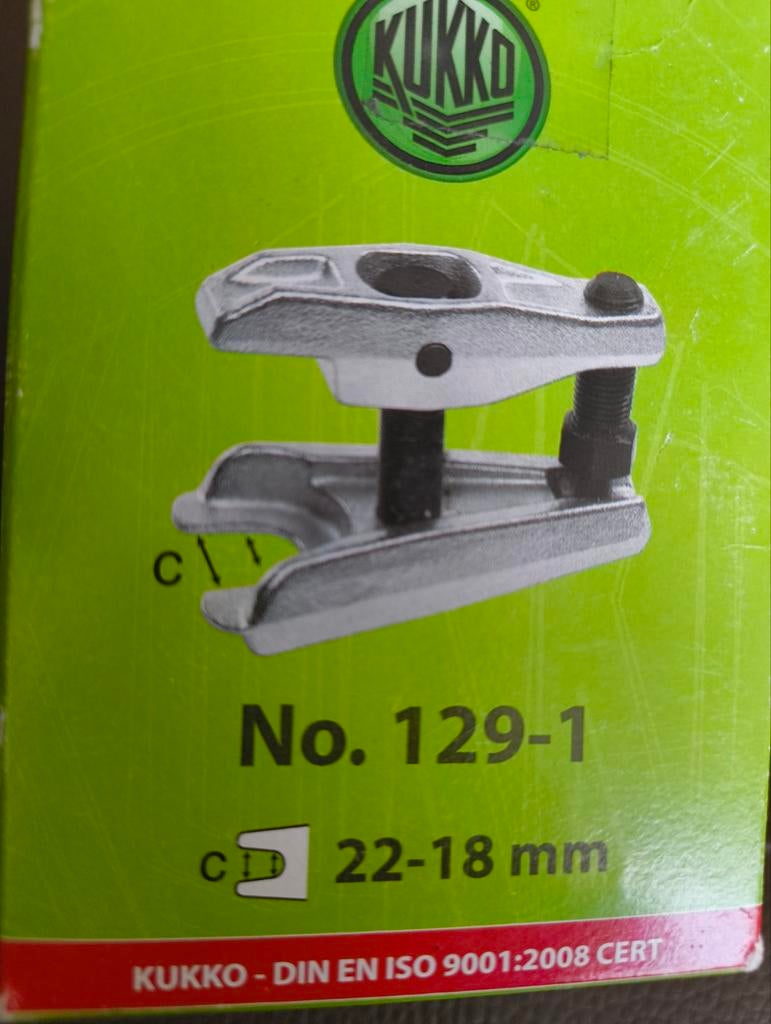 ®
KUKKO
C
No. 129-1
C 22-18 mm
KUKKO - DIN EN ISO 9001:2008 CERT